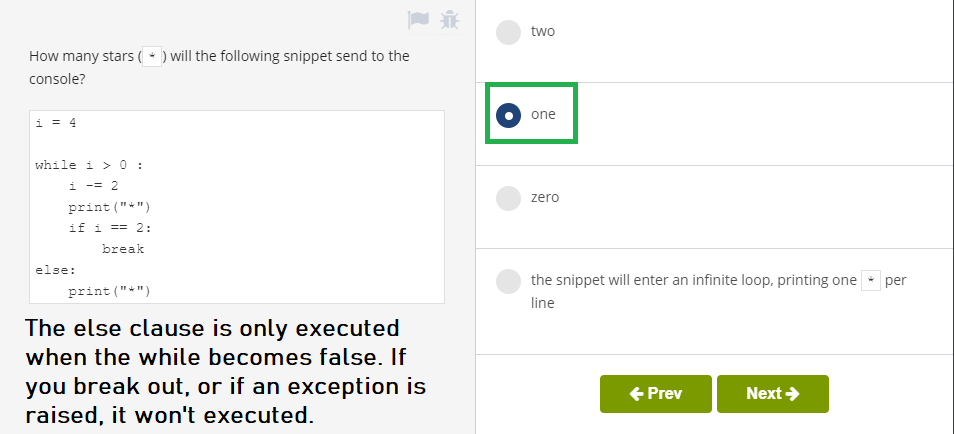 How many stars ( * ) will the following snippet send to the
console?
i = 4
while i > 0 :
    i -= 2
    print("*")
    if i == 2:
        break
else:
    print("*")
The else clause is only executed
when the while becomes false. If
you break out, or if an exception is
raised, it won't executed.
two
one
zero
the snippet will enter an infinite loop, printing one * per
line
Prev
Next